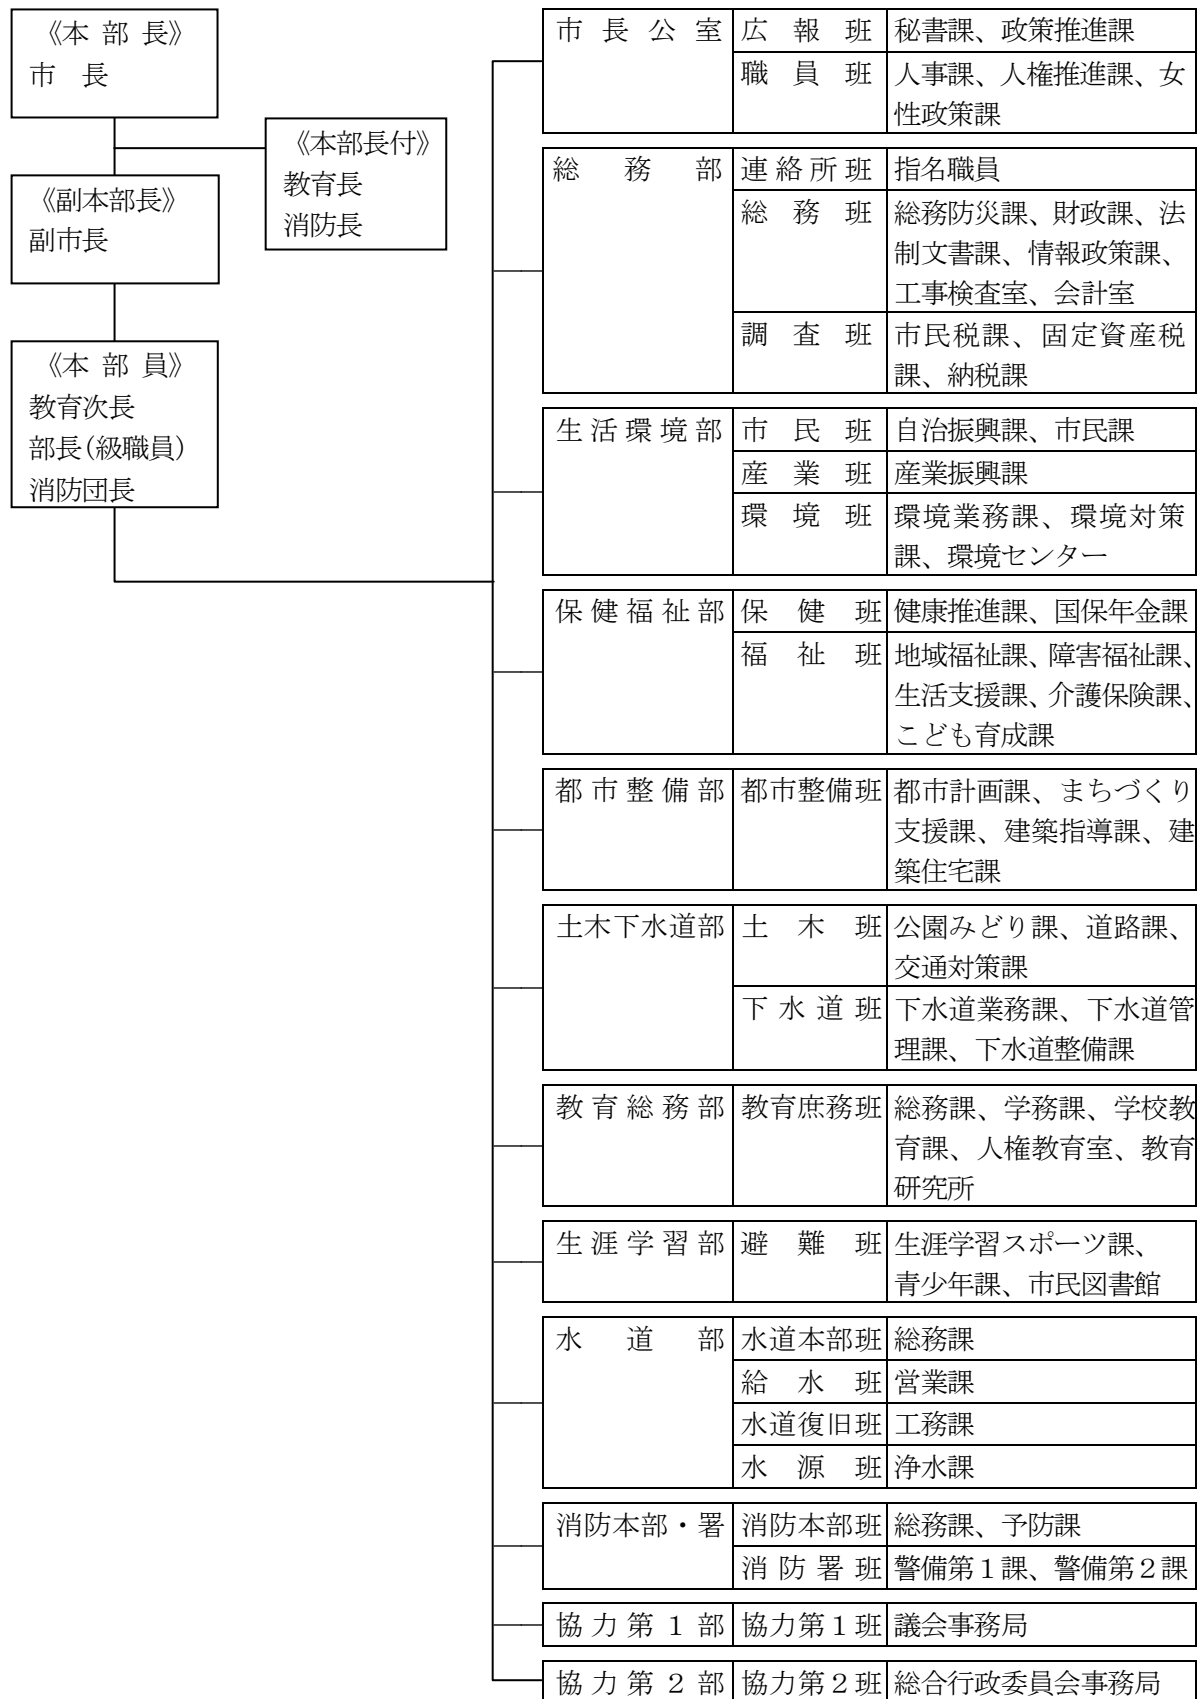 《本 部 長》
市　長
《本部長付》
教育長
消防長
《副本部長》
副市長
《本 部 員》
教育次長
部長(級職員)
消防団長
市長公室 広報班 秘書課、政策推進課
職員班 人事課、人権推進課、女
性政策課
総務部 連絡所班 指名職員
総務班 総務防災課、財政課、法
制文書課、情報政策課、
工事検査室、会計室
調査班 市民税課、固定資産税
課、納税課
生活環境部 市民班 自治振興課、市民課
産業班 産業振興課
環境班 環境業務課、環境対策
課、環境センター
保健福祉部 保健班 健康推進課、国保年金課
福祉班 地域福祉課、障害福祉課、
生活支援課、介護保険課、
こども育成課
都市整備部 都市整備班 都市計画課、まちづくり
支援課、建築指導課、建
築住宅課
土木下水道部 土木班 公園みどり課、道路課、
交通対策課
下水道班 下水道業務課、下水道管
理課、下水道整備課
教育総務部 教育庶務班 総務課、学務課、学校教
育課、人権教育室、教育
研究所
生涯学習部 避難班 生涯学習スポーツ課、
青少年課、市民図書館
水道部 水道本部班 総務課
給水班 営業課
水道復旧班 工務課
水源班 浄水課
消防本部・署 消防本部班 総務課、予防課
消防署班 警備第１課、警備第２課
協力第１部 協力第１班 議会事務局
協力第２部 協力第２班 総合行政委員会事務局